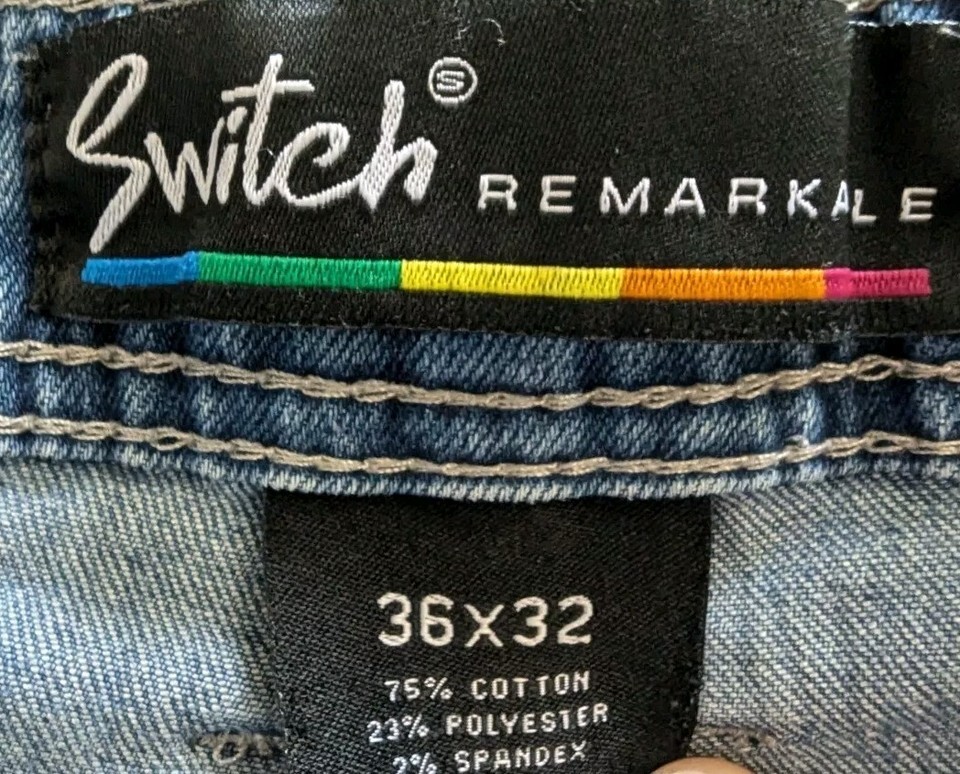 Switch Ⓢ REMARKALE
36X32
75% COTTON
23% POLYESTER
2% SPANDEX